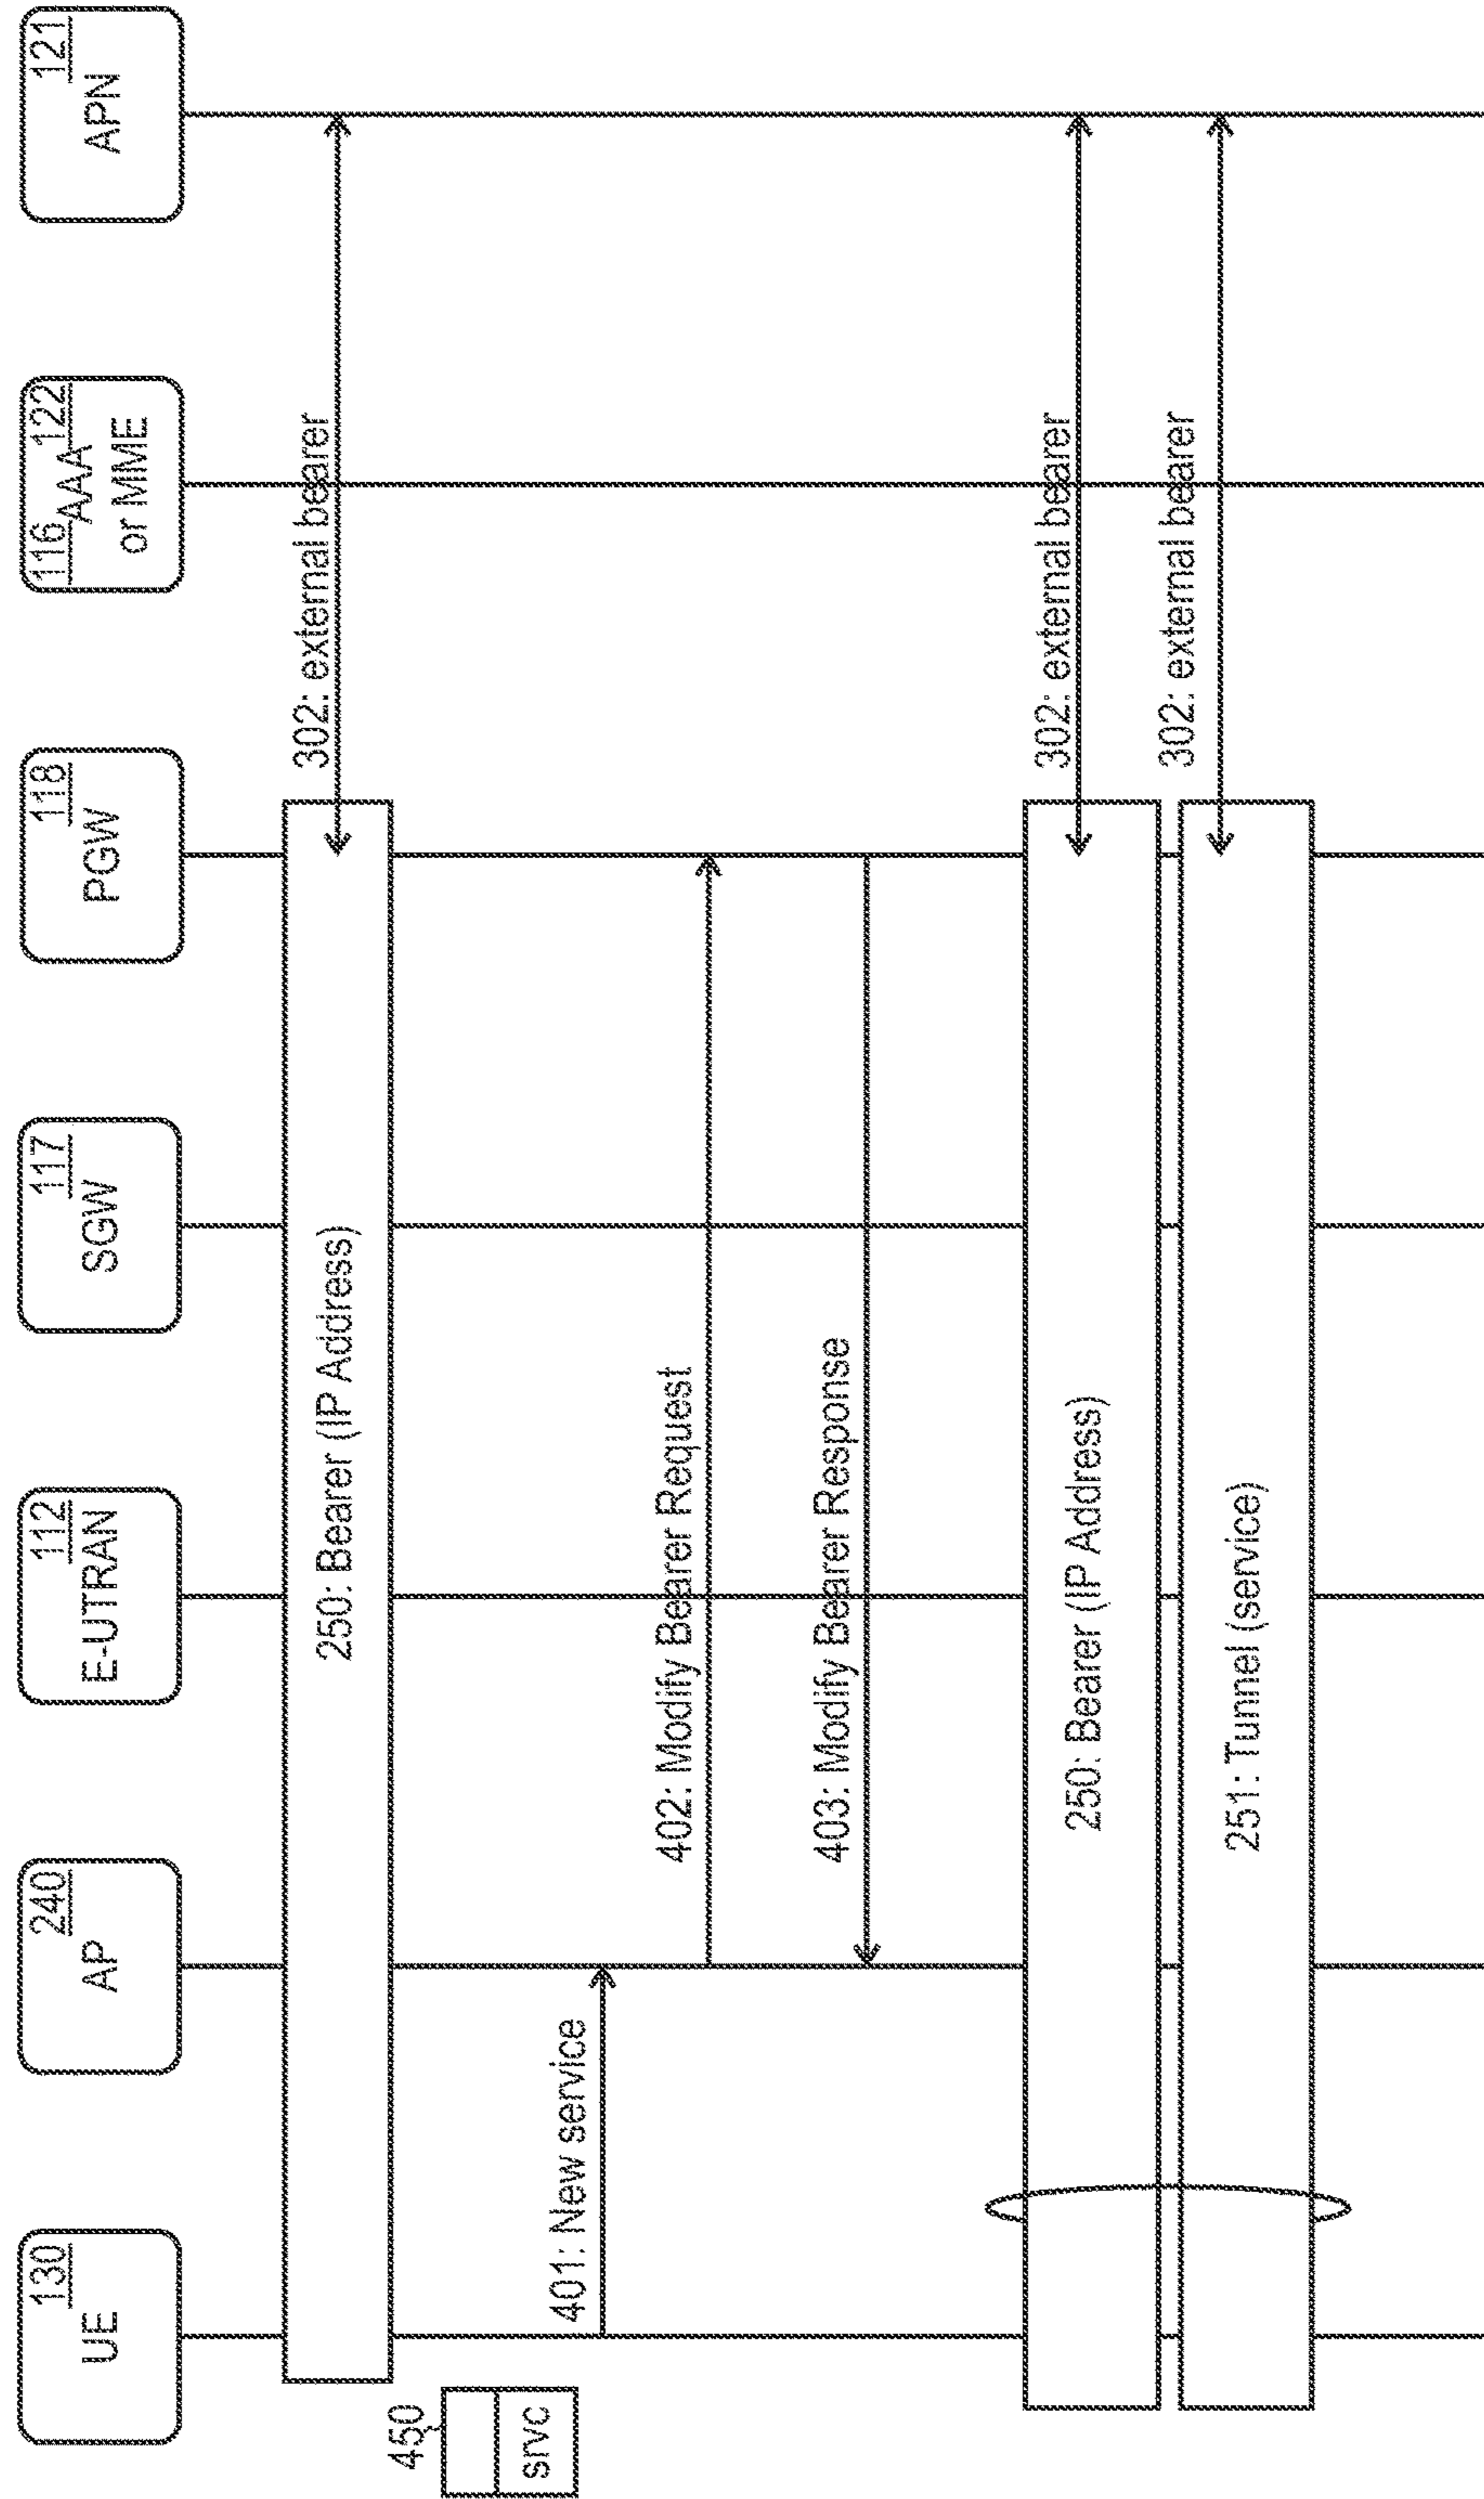 130
UE
240
AP
112
E-UTRAN
117
SGW
118
PGW
116 AAA 122
or MME
121
APN
302: external bearer
250: Bearer (IP Address)
450
srvc
401: New service
402: Modify Bearer Request
403: Modify Bearer Response
302: external bearer
250: Bearer (IP Address)
302: external bearer
251: Tunnel (service)